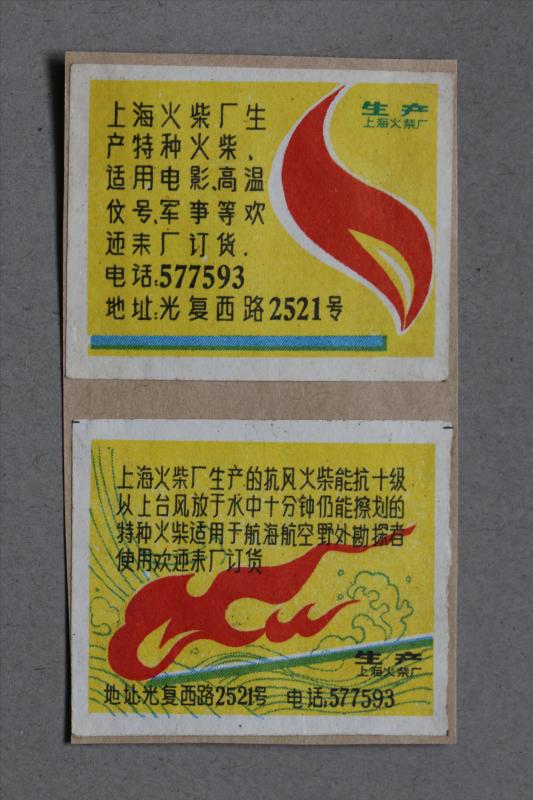 上海火柴厂生
产特种火柴、
适用电影、高温
仪号、军事等欢
迎来厂订货.
电话:577593
地址:光复西路2521号
生产
上海火柴厂
上海火柴厂生产的抗风火柴能抗十级
以上台风放于水中十分钟仍能擦划的
特种火柴适用于航海航空野外勘探者
使用欢迎来厂订货
生产
上海火柴厂
地址:光复西路2521号 电话:577593